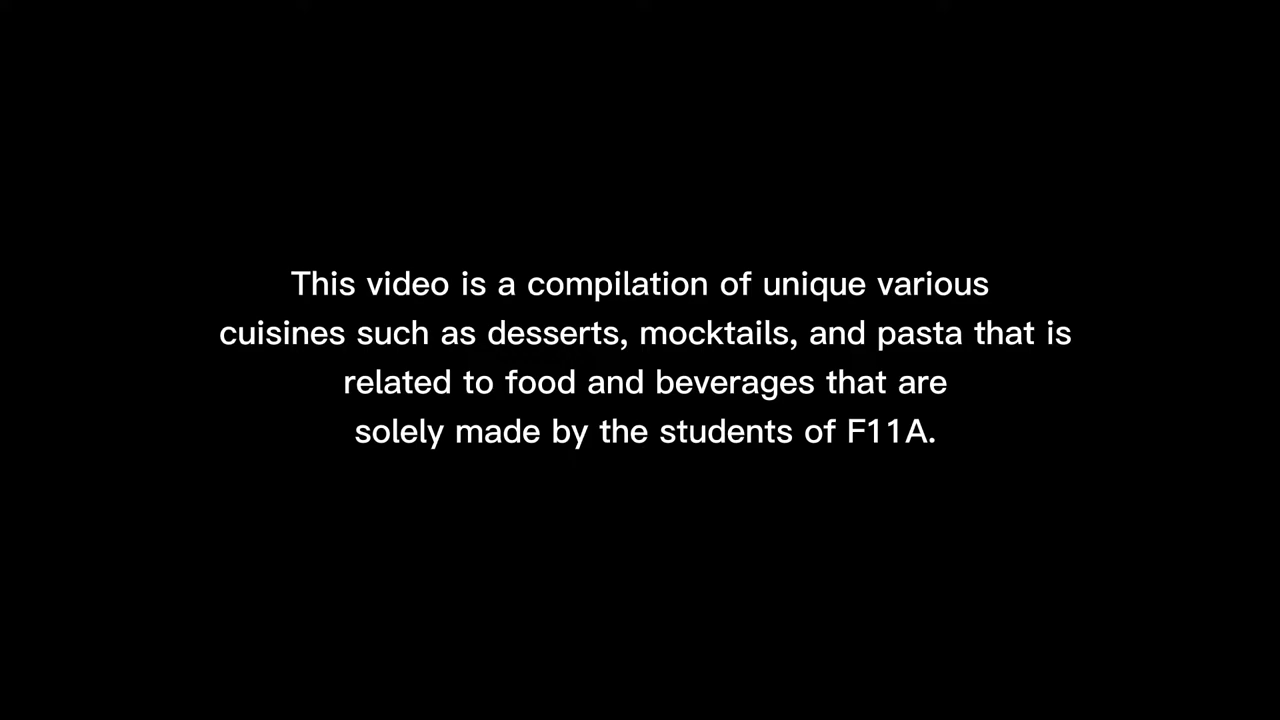 This video is a compilation of unique various
cuisines such as desserts, mocktails, and pasta that is
related to food and beverages that are
solely made by the students of F11A.